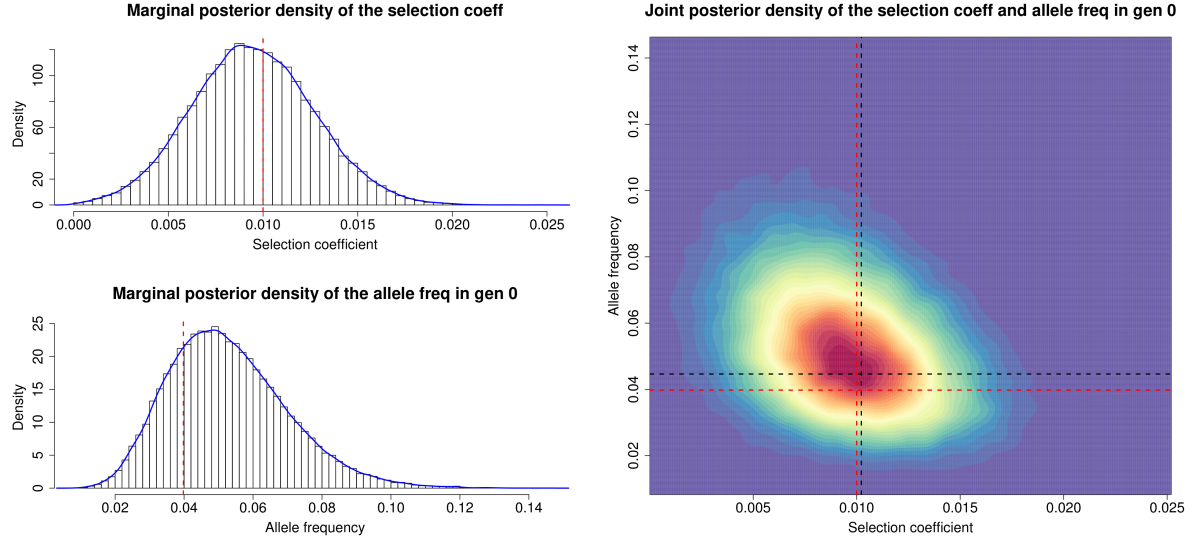 Marginal posterior density of the selection coeff
Density
0 20 60 100
0.000 0.005 0.010 0.015 0.020 0.025
Selection coefficient
Marginal posterior density of the allele freq in gen 0
Density
0 5 10 15 20 25
0.02 0.04 0.06 0.08 0.10 0.12 0.14
Allele frequency
Joint posterior density of the selection coeff and allele freq in gen 0
Allele frequency
0.02 0.04 0.06 0.08 0.10 0.12 0.14
0.005 0.010 0.015 0.020 0.025
Selection coefficient